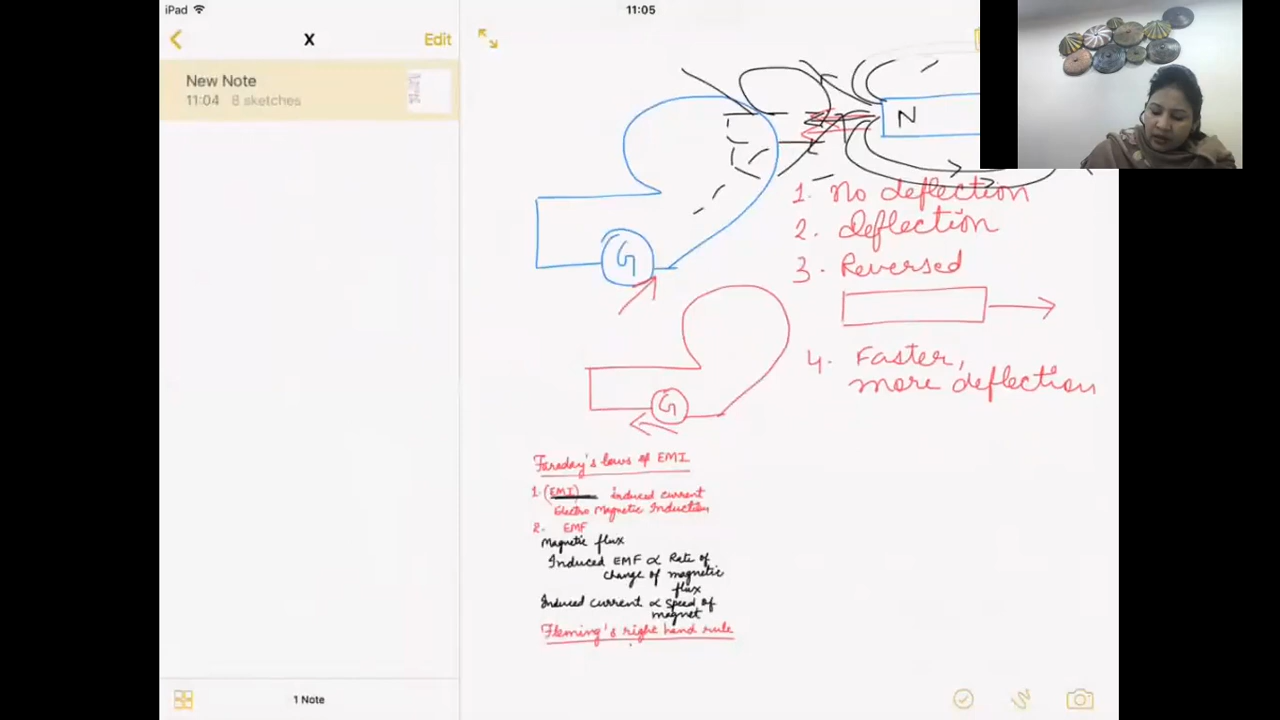 iPad
11:05
X
Edit
New Note
11:04 8 sketches
N
G
1. No deflection
2. deflection
3. Reversed
G
4. Faster,
more deflection
Faraday's laws of EMI
1. (EMI) induced current
Electro Magnetic Induction
2. EMF
Magnetic flux
Induced EMF ∝ Rate of
change of magnetic
flux
Induced current ∝ speed of
magnet
Fleming's right hand rule
1 Note